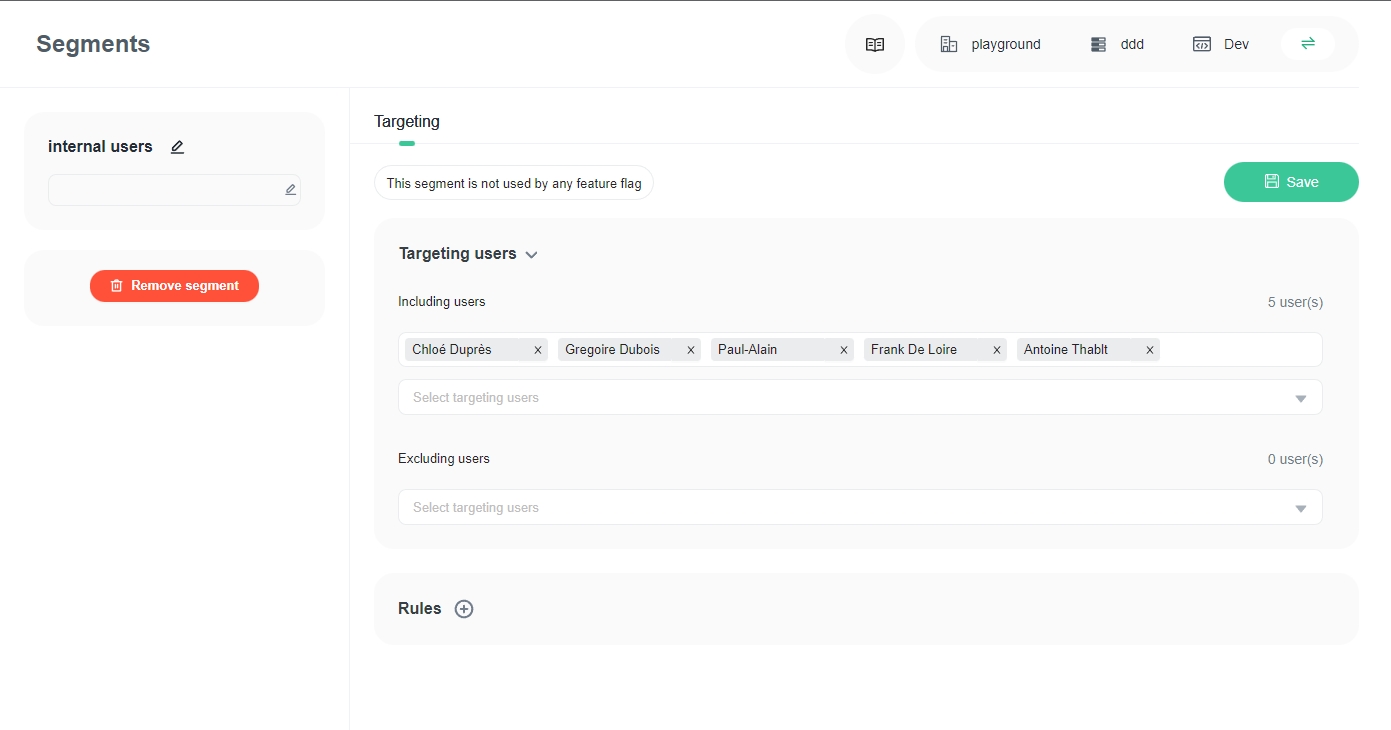 Segments
playground
ddd
Dev
internal users
Remove segment
Targeting
This segment is not used by any feature flag
Save
Targeting users
Including users
5 user(s)
Chloé Duprès
Gregoire Dubois
Paul-Alain
Frank De Loire
Antoine Thablt
Select targeting users
Excluding users
0 user(s)
Select targeting users
Rules